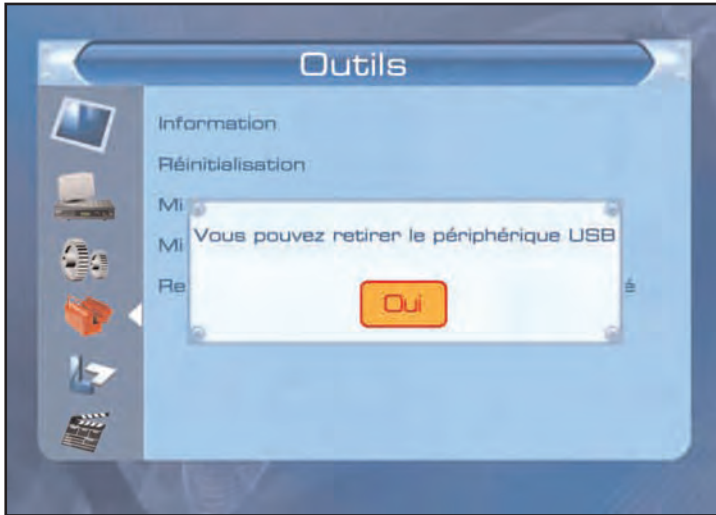 Outils
Information
Réinitialisation
Mi
Mi
Re é
Vous pouvez retirer le périphérique USB
Oui